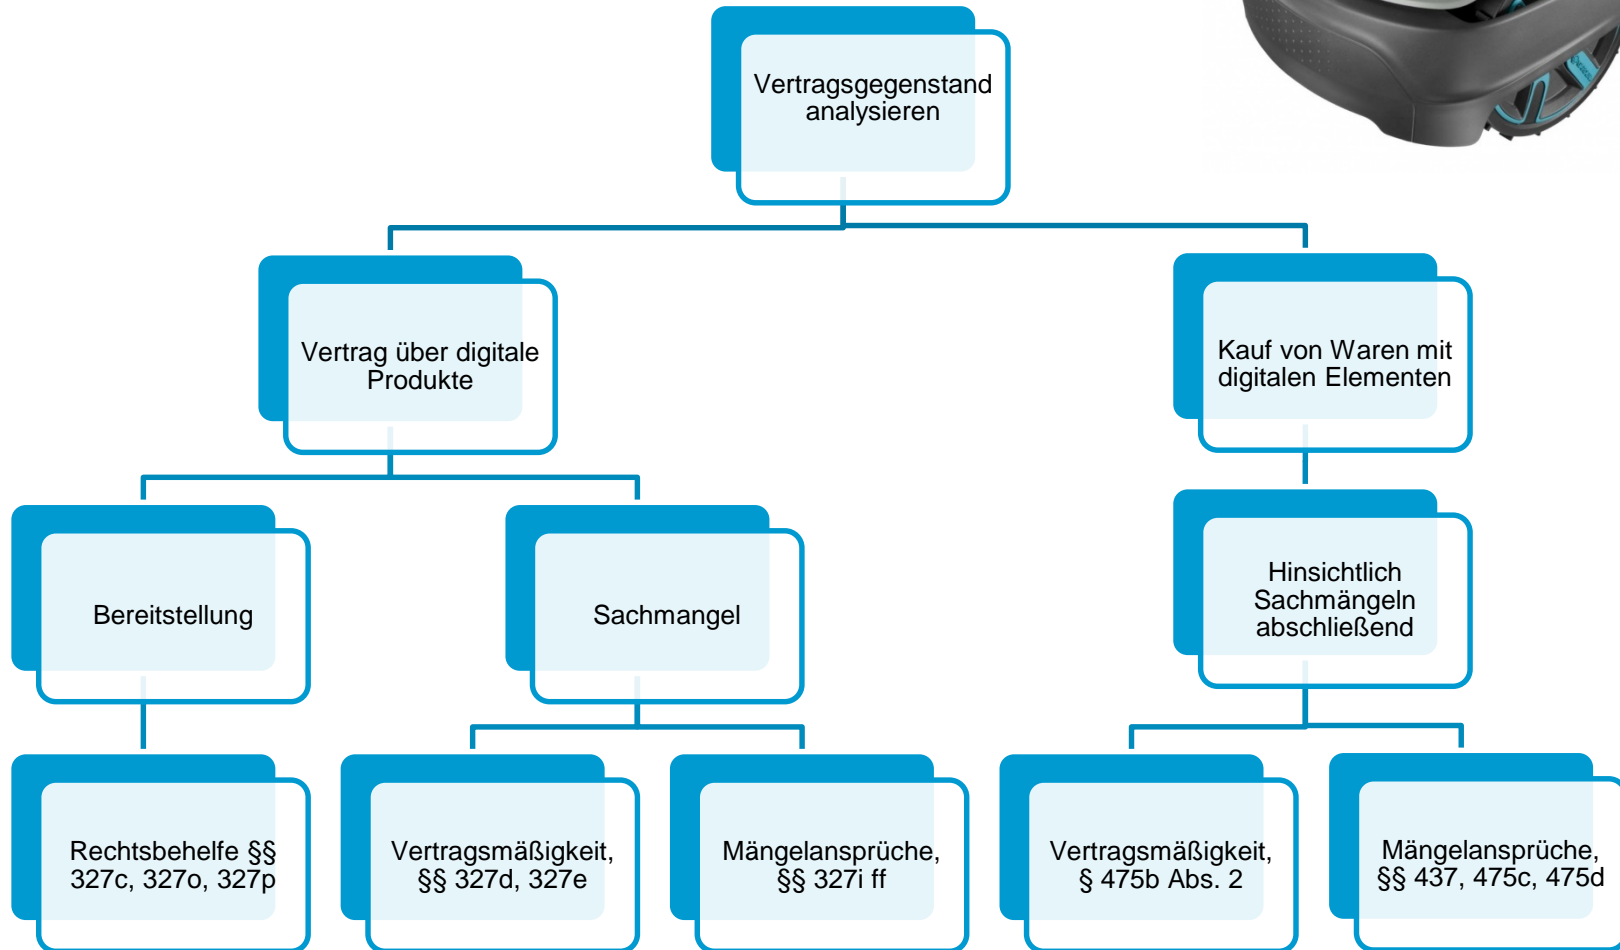 Vertragsgegenstand
analysieren
Vertrag über digitale
Produkte
Kauf von Waren mit
digitalen Elementen
Bereitstellung
Sachmangel
Hinsichtlich
Sachmängeln
abschließend
Rechtsbehelfe §§
327c, 327o, 327p
Vertragsmäßigkeit,
§§ 327d, 327e
Mängelansprüche,
§§ 327i ff
Vertragsmäßigkeit,
§ 475b Abs. 2
Mängelansprüche,
§§ 437, 475c, 475d